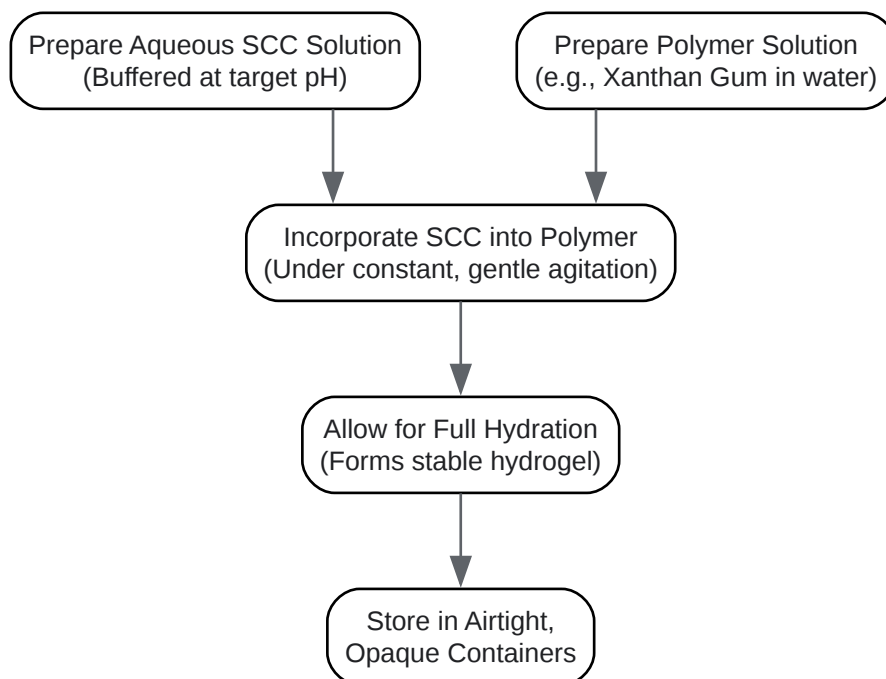 Prepare Aqueous SCC Solution
(Buffered at target pH)
Prepare Polymer Solution
(e.g., Xanthan Gum in water)
Incorporate SCC into Polymer
(Under constant, gentle agitation)
Allow for Full Hydration
(Forms stable hydrogel)
Store in Airtight,
Opaque Containers